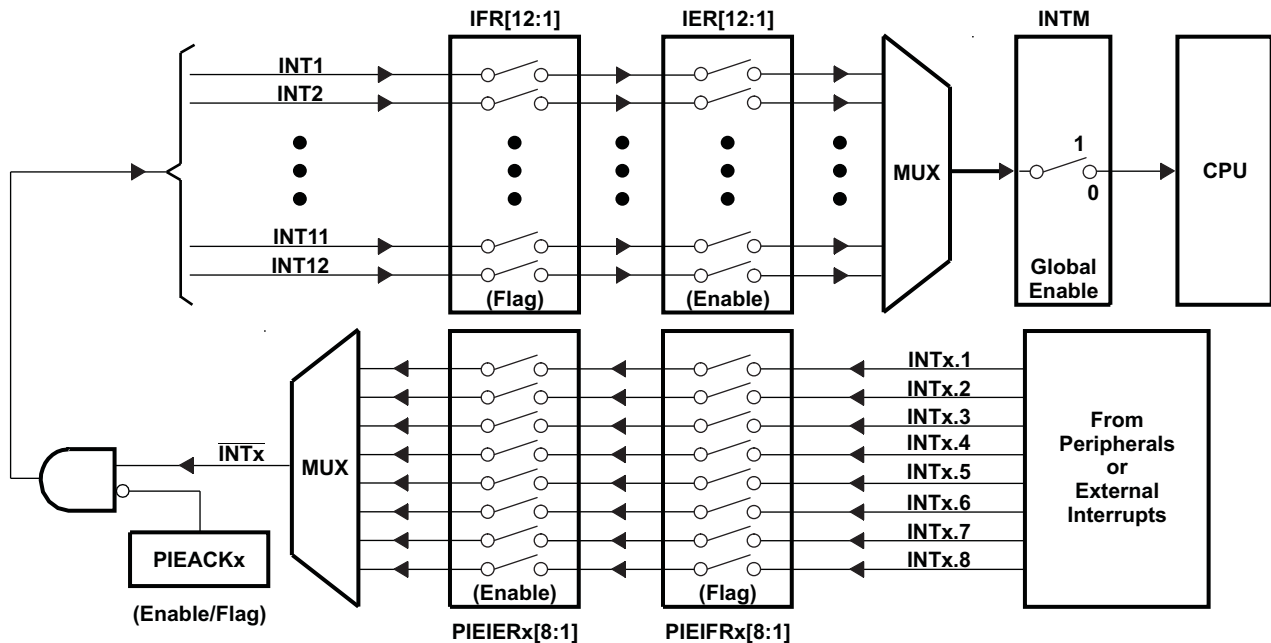 IFR[12:1]
IER[12:1]
INTM
INT1
INT2
INT11
INT12
(Flag)
(Enable)
MUX
1
0
Global
Enable
CPU
INTx.1
INTx.2
INTx.3
INTx.4
INTx.5
INTx.6
INTx.7
INTx.8
From
Peripherals
or
External
Interrupts
INTx
MUX
PIEACKx
(Enable/Flag)
(Enable)
(Flag)
PIEIERx[8:1]
PIEIFRx[8:1]